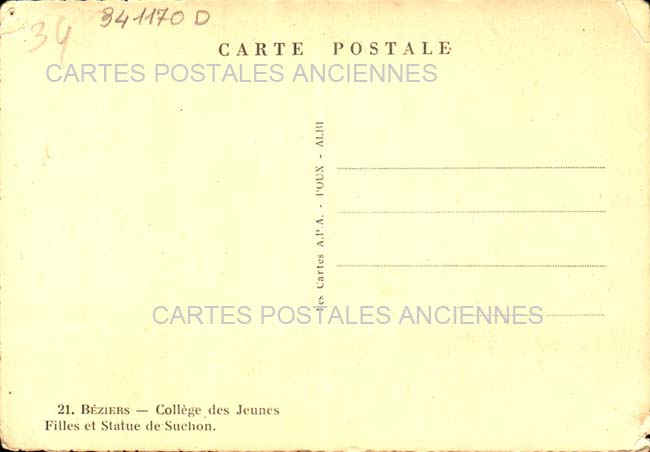 34
341170 D
CARTE POSTALE
CARTES POSTALES ANCIENNES
Les Cartes A.P.A. - POUX - ALBI
CARTES POSTALES ANCIENNES
21. BÉZIERS — Collège des Jeunes
Filles et Statue de Suchon.